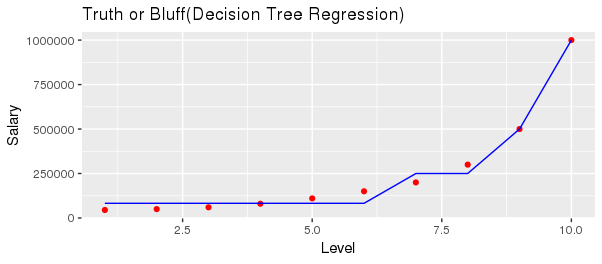 Truth or Bluff(Decision Tree Regression)
1000000
750000
500000
250000
0
Salary
2.5 5.0 7.5 10.0
Level